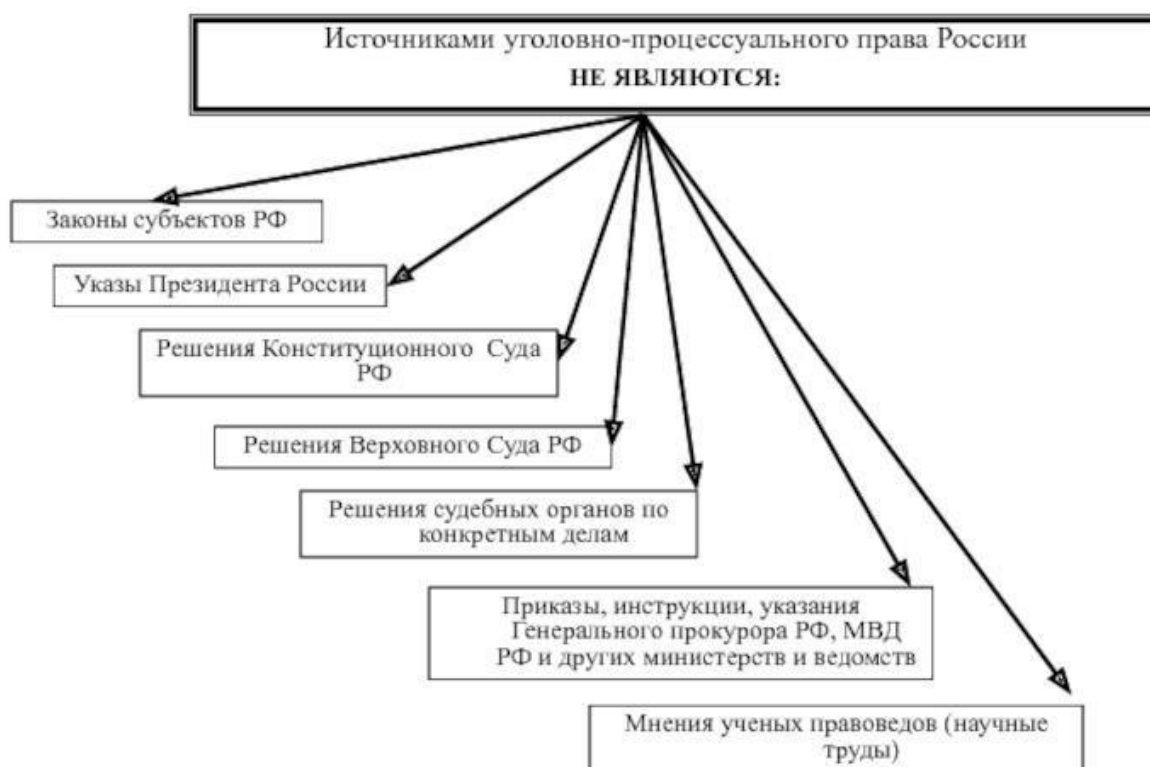 Источниками уголовно-процессуального права России
НЕ ЯВЛЯЮТСЯ:
Законы субъектов РФ
Указы Президента России
Решения Конституционного Суда
РФ
Решения Верховного Суда РФ
Решения судебных органов по
конкретным делам
Приказы, инструкции, указания
Генерального прокурора РФ, МВД
РФ и других министерств и ведомств
Мнения ученых правоведов (научные
труды)